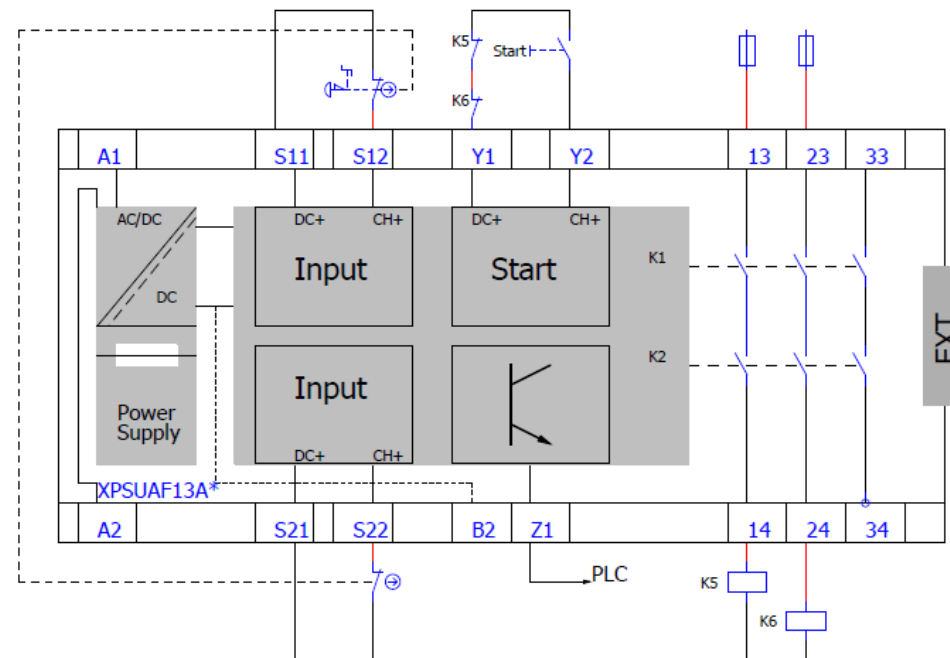 K5
Start
K6
A1 S11 S12 Y1 Y2 13 23 33
AC/DC
DC
DC+ CH+
Input
DC+ CH+
Start
K1
K2
Input
DC+ CH+
Power
Supply
EXT
XPSUAF13A*
A2 S21 S22 B2 Z1 14 24 34
PLC
K5
K6